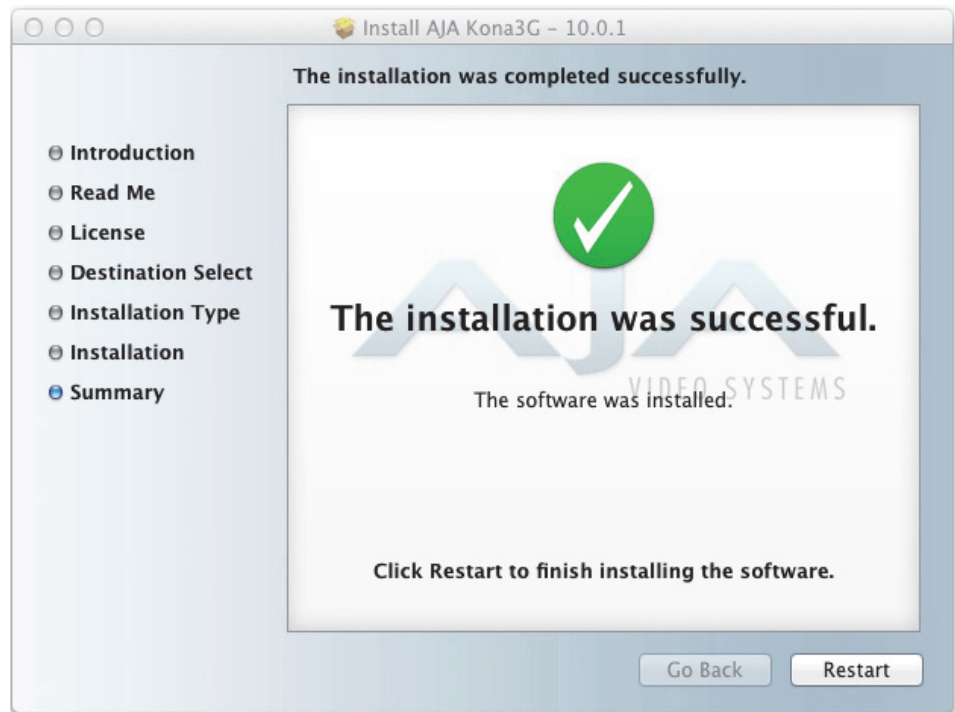 Install AJA Kona3G – 10.0.1
The installation was completed successfully.
Introduction
Read Me
License
Destination Select
Installation Type
Installation
Summary
AJA
VIDEO SYSTEMS
The installation was successful.
The software was installed.
Click Restart to finish installing the software.
Go Back
Restart